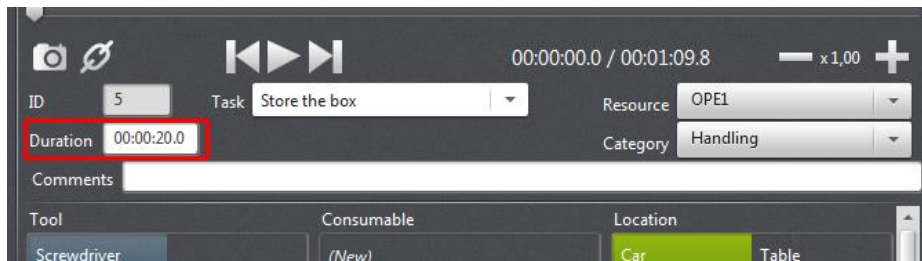 00:00:00.0 / 00:01:09.8 x 1,00
ID 5 Task Store the box Resource OPE1
Duration 00:00:20.0 Category Handling
Comments
Tool Consumable Location
Screwdriver (New) Car Table